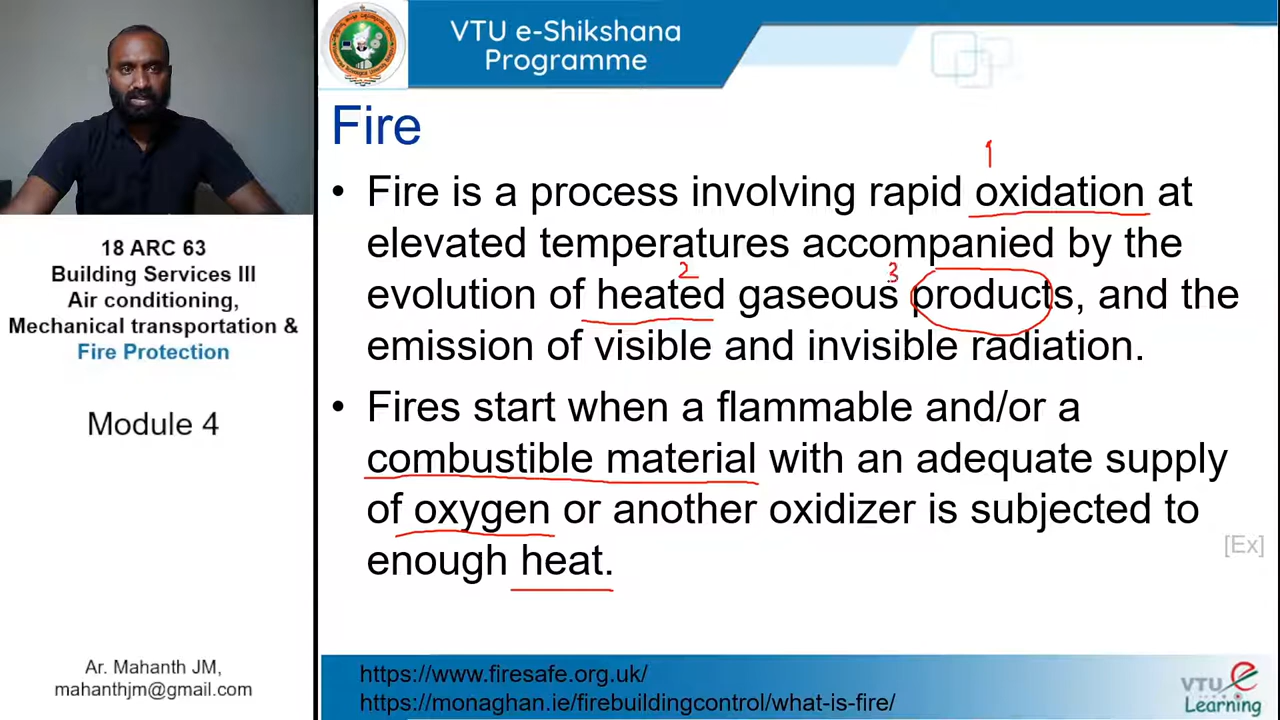 VTU e-Shikshana
Programme
Fire
1
• Fire is a process involving rapid oxidation at
elevated temperatures accompanied by the
2 3
evolution of heated gaseous products, and the
emission of visible and invisible radiation.
• Fires start when a flammable and/or a
combustible material with an adequate supply
of oxygen or another oxidizer is subjected to
enough heat.
[Ex]
18 ARC 63
Building Services III
Air conditioning,
Mechanical transportation &
Fire Protection
Module 4
Ar. Mahanth JM,
mahanthjm@gmail.com
https://www.firesafe.org.uk/
https://monaghan.ie/firebuildingcontrol/what-is-fire/
VTU e
Learning